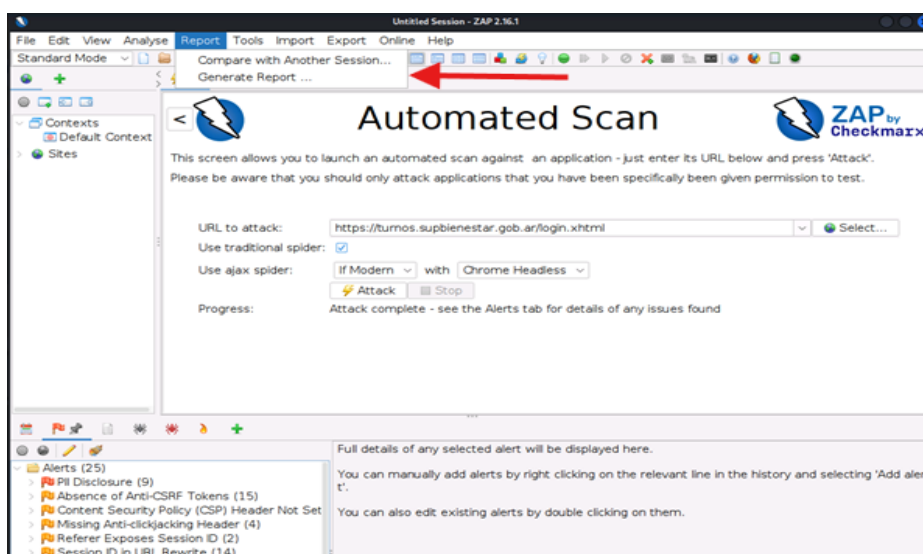 Untitled Session - ZAP 2.16.1
File Edit View Analyse Report Tools Import Export Online Help
Standard Mode
Compare with Another Session...
Generate Report ...
Contexts
Default Context
Sites
<
Automated Scan
ZAP by
Checkmarx
This screen allows you to launch an automated scan against an application - just enter its URL below and press 'Attack'.
Please be aware that you should only attack applications that you have been specifically been given permission to test.
URL to attack: https://turnos.supbienestar.gob.ar/login.xhtml Select...
Use traditional spider:
Use ajax spider: If Modern with Chrome Headless
Attack Stop
Progress: Attack complete - see the Alerts tab for details of any issues found
Alerts (25)
PII Disclosure (9)
Absence of Anti-CSRF Tokens (15)
Content Security Policy (CSP) Header Not Set
Missing Anti-clickjacking Header (4)
Referer Exposes Session ID (2)
Session ID in URL Rewrite (14)
Full details of any selected alert will be displayed here.
You can manually add alerts by right clicking on the relevant line in the history and selecting 'Add aler
t'.
You can also edit existing alerts by double clicking on them.